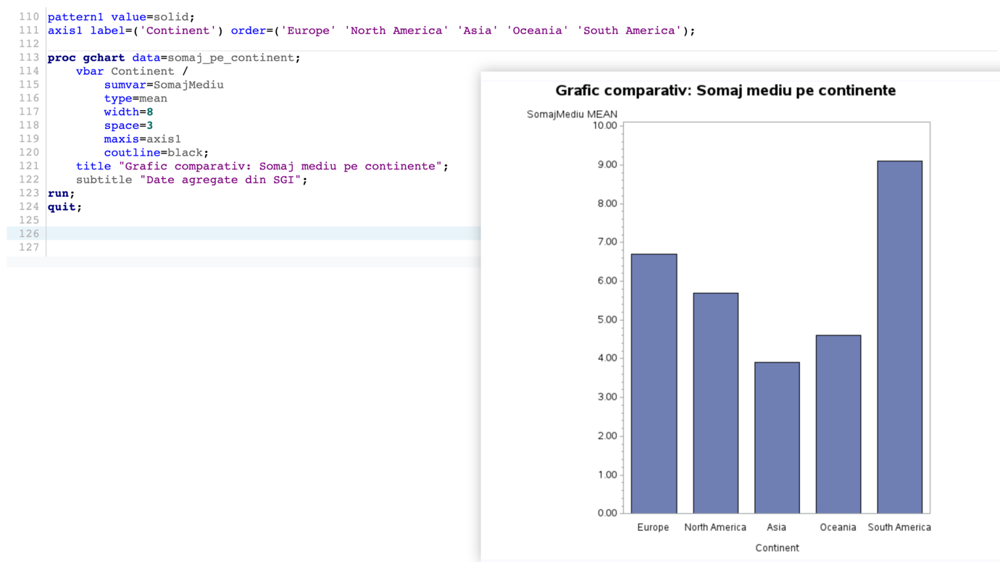 110 pattern1 value=solid;
111 axis1 label=('Continent') order=('Europe' 'North America' 'Asia' 'Oceania' 'South America');
112
113 proc gchart data=somaj_pe_continent;
114     vbar Continent /
115         sumvar=SomajMediu
116         type=mean
117         width=8
118         space=3
119         maxis=axis1
120         coutline=black;
121     title "Grafic comparativ: Somaj mediu pe continente";
122     subtitle "Date agregate din SGI";
123 run;
124 quit;
125
126
127
Grafic comparativ: Somaj mediu pe continente
SomajMediu MEAN
10.00
9.00
8.00
7.00
6.00
5.00
4.00
3.00
2.00
1.00
0.00
Europe North America Asia Oceania South America
Continent